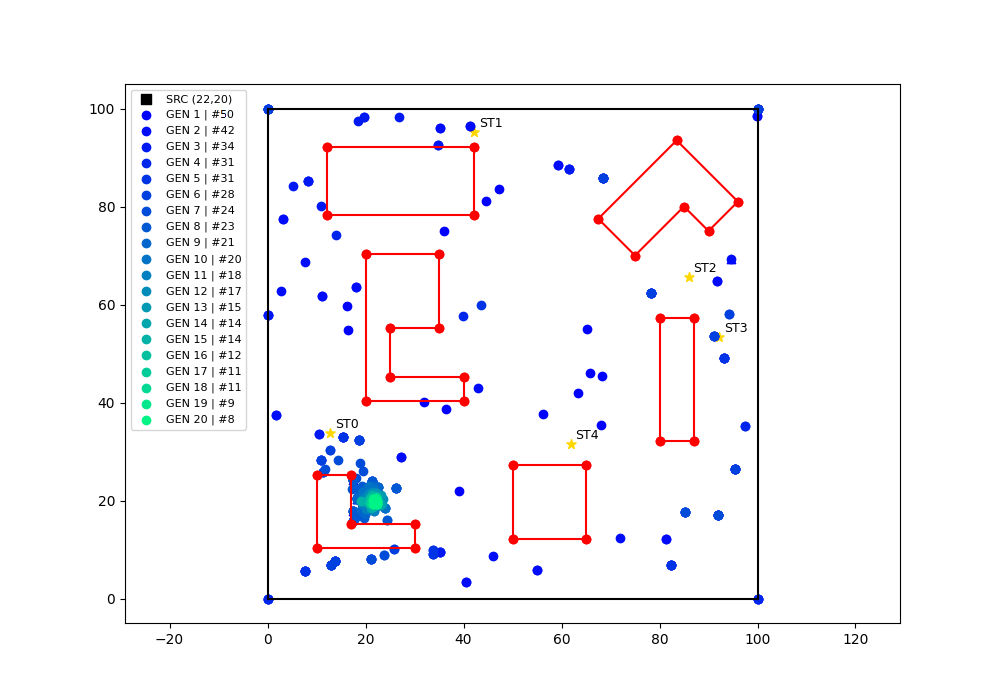 SRC (22,20)
GEN 1 | #50
GEN 2 | #42
GEN 3 | #34
GEN 4 | #31
GEN 5 | #31
GEN 6 | #28
GEN 7 | #24
GEN 8 | #23
GEN 9 | #21
GEN 10 | #20
GEN 11 | #18
GEN 12 | #17
GEN 13 | #15
GEN 14 | #14
GEN 15 | #14
GEN 16 | #12
GEN 17 | #11
GEN 18 | #11
GEN 19 | #9
GEN 20 | #8
ST1
ST2
ST3
ST0
ST4
100
80
60
40
20
0
−20
0
20
40
60
80
100
120